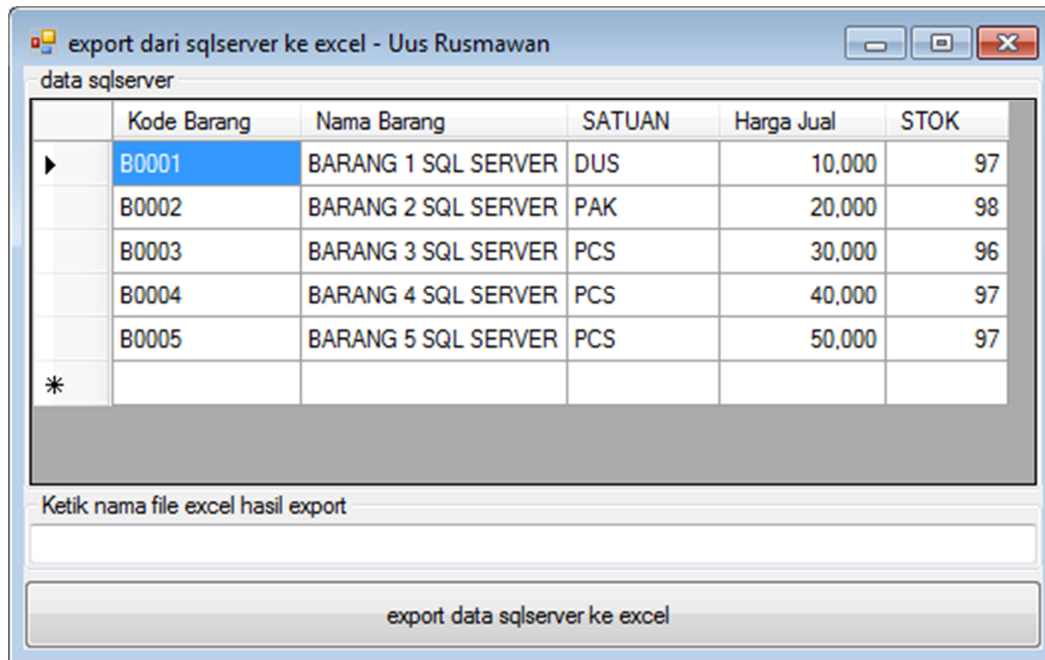 export dari sqlserver ke excel - Uus Rusmawan
data sqlserver
Kode Barang Nama Barang SATUAN Harga Jual STOK
B0001 BARANG 1 SQL SERVER DUS 10,000 97
B0002 BARANG 2 SQL SERVER PAK 20,000 98
B0003 BARANG 3 SQL SERVER PCS 30,000 96
B0004 BARANG 4 SQL SERVER PCS 40,000 97
B0005 BARANG 5 SQL SERVER PCS 50,000 97
Ketik nama file excel hasil export
export data sqlserver ke excel